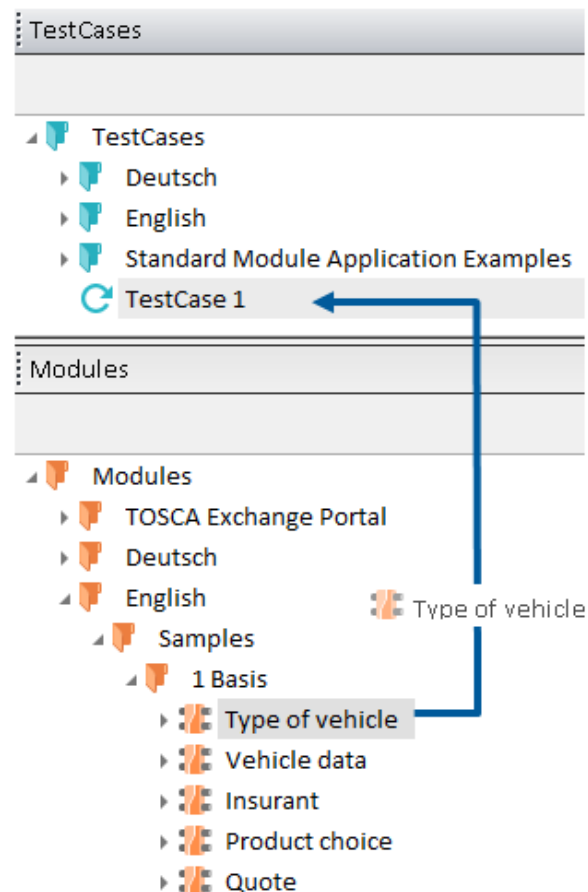 TestCases
TestCases
Deutsch
English
Standard Module Application Examples
TestCase 1
Modules
Modules
TOSCA Exchange Portal
Deutsch
English
Type of vehicle
Samples
1 Basis
Type of vehicle
Vehicle data
Insurant
Product choice
Quote